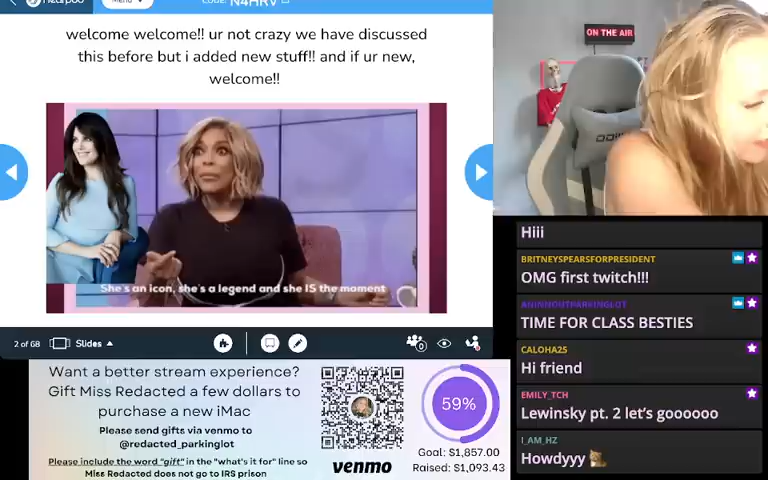 Menu
CODE: N4HRV
welcome welcome!! ur not crazy we have discussed
this before but i added new stuff!! and if ur new,
welcome!!
She's an icon, she's a legend and she IS the moment
2 of 68
Slides
0
Want a better stream experience?
Gift Miss Redacted a few dollars to
purchase a new iMac
Please send gifts via venmo to
@redacted_parkinglot
Please include the word "gift" in the "what's it for" line so
Miss Redacted does not go to IRS prison
venmo
59%
Goal: $1,857.00
Raised: $1,093.43
ON THE AIR
Hiii
BRITNEYSPEARSFORPRESIDENT
OMG first twitch!!!
ANINNOUTPARKINGLOT
TIME FOR CLASS BESTIES
CALOHA25
Hi friend
EMILY_TCH
Lewinsky pt. 2 let's goooooo
I_AM_HZ
Howdyyy